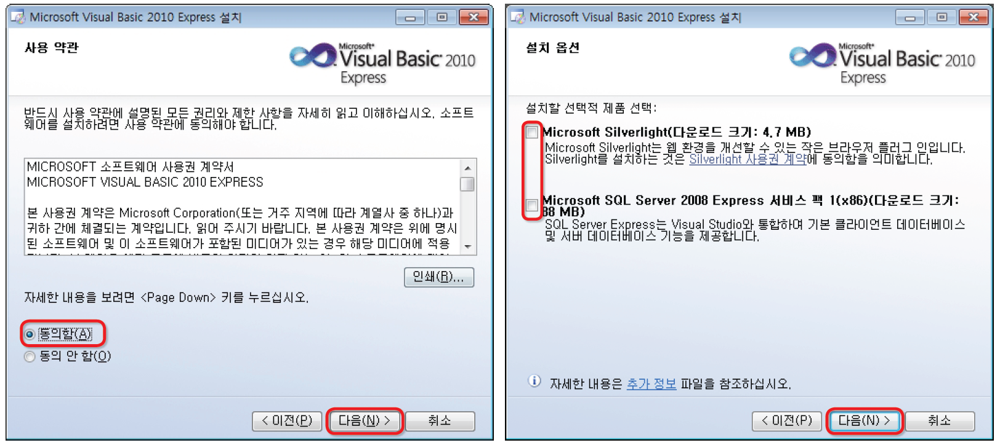 Microsoft Visual Basic 2010 Express 설치
사용 약관
Microsoft®
Visual Basic® 2010
Express
반드시 사용 약관에 설명된 모든 권리와 제한 사항을 자세히 읽고 이해하십시오. 소프트
웨어를 설치하려면 사용 약관에 동의해야 합니다.
MICROSOFT 소프트웨어 사용권 계약서
MICROSOFT VISUAL BASIC 2010 EXPRESS
본 사용권 계약은 Microsoft Corporation(또는 거주 지역에 따라 계열사 중 하나)과
귀하 간에 체결되는 계약입니다. 읽어 주시기 바랍니다. 본 사용권 계약은 위에 명시
된 소프트웨어 및 이 소프트웨어가 포함된 미디어가 있는 경우 해당 미디어에 적용
인쇄(R)...
자세한 내용을 보려면 <Page Down> 키를 누르십시오.
동의함(A)
동의 안 함(O)
< 이전(P)
다음(N) >
취소
Microsoft Visual Basic 2010 Express 설치
설치 옵션
Microsoft®
Visual Basic® 2010
Express
설치할 선택적 제품 선택:
Microsoft Silverlight(다운로드 크기: 4.7 MB)
Microsoft Silverlight는 웹 환경을 개선할 수 있는 작은 브라우저 플러그 인입니다.
Silverlight를 설치하는 것은 Silverlight 사용권 계약에 동의함을 의미합니다.
Microsoft SQL Server 2008 Express 서비스 팩 1(x86)(다운로드 크기:
88 MB)
SQL Server Express는 Visual Studio와 통합하여 기본 클라이언트 데이터베이스
및 서버 데이터베이스 기능을 제공합니다.
자세한 내용은 추가 정보 파일을 참조하십시오.
< 이전(P)
다음(N) >
취소